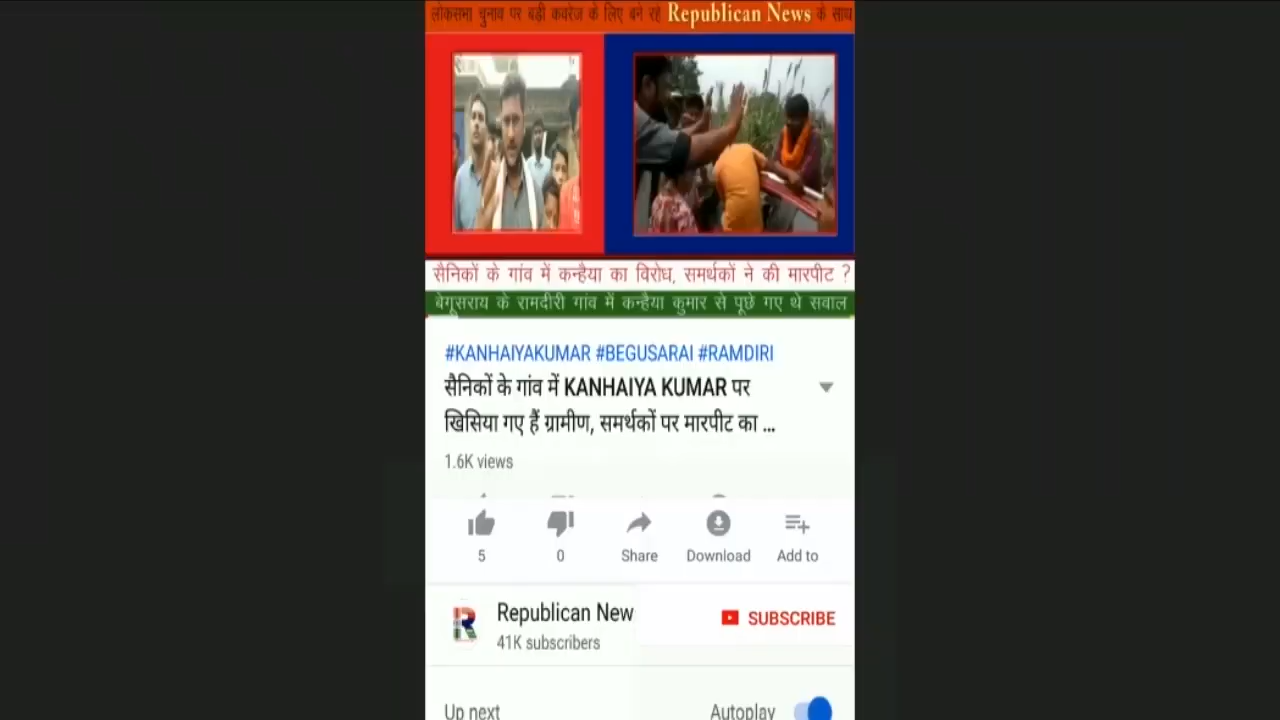 लोकसभा चुनाव पर बड़ी कवरेज के लिए बने रहें Republican News के साथ
सैनिकों के गांव में कन्हैया का विरोध, समर्थकों ने की मारपीट ?
बेगूसराय के रामदीरी गांव में कन्हैया कुमार से पूछे गए थे सवाल
#KANHAIYAKUMAR #BEGUSARAI #RAMDIRI
सैनिकों के गांव में KANHAIYA KUMAR पर
खिसिया गए हैं ग्रामीण, समर्थकों पर मारपीट का ...
1.6K views
5 0 Share Download Add to
Republican New
SUBSCRIBE
41K subscribers
Up next Autoplay